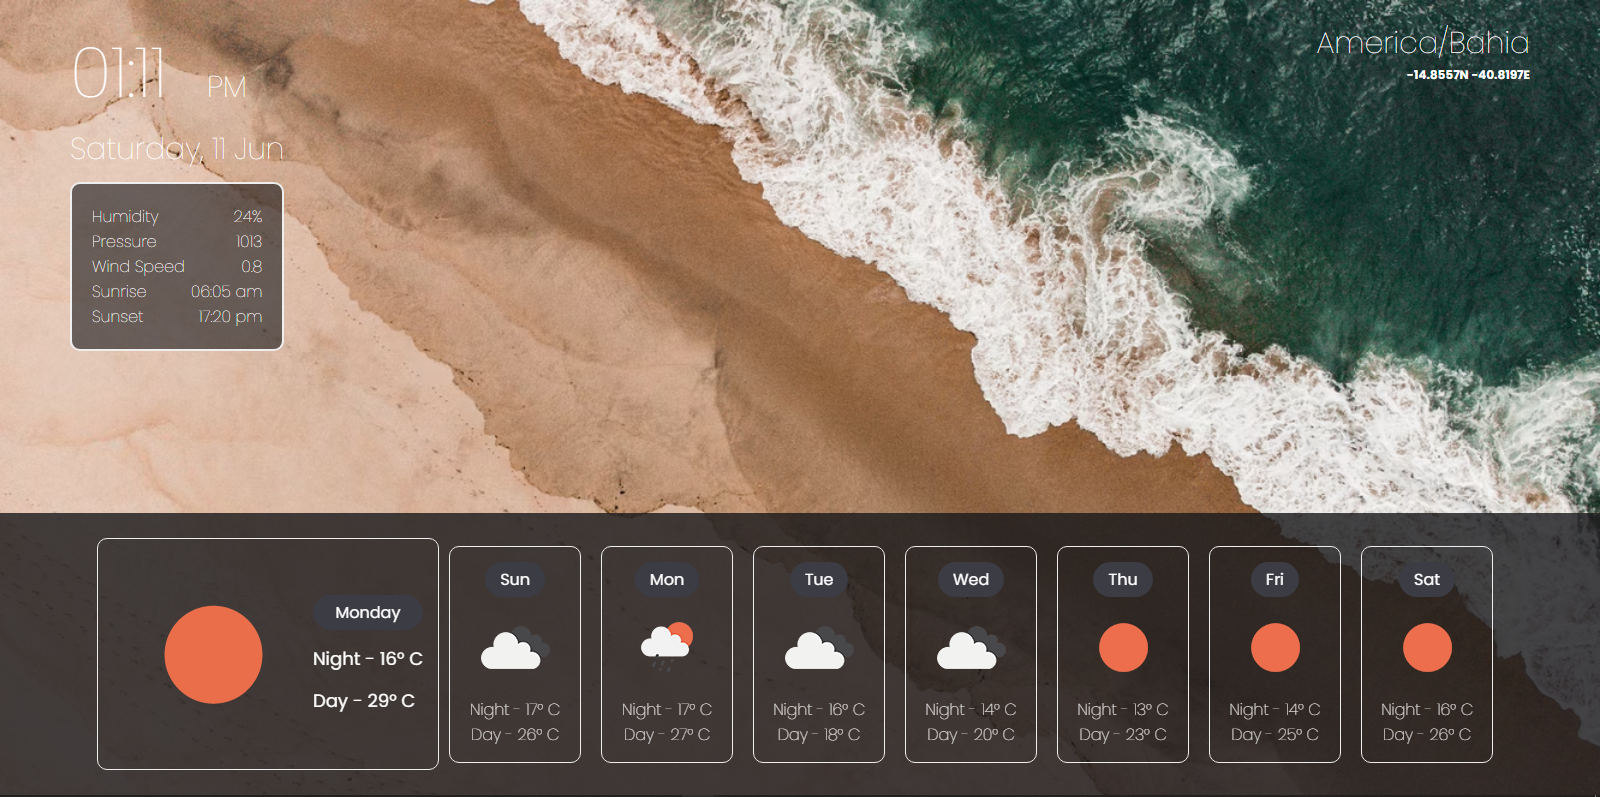 01:11 PM
Saturday, 11 Jun
Humidity 24%
Pressure 1013
Wind Speed 0.8
Sunrise 06:05 am
Sunset 17:20 pm
America/Bahia
-14.8557N -40.8197E
Monday
Night - 16° C
Day - 29° C
Sun
Night - 17° C
Day - 26° C
Mon
Night - 17° C
Day - 27° C
Tue
Night - 16° C
Day - 18° C
Wed
Night - 14° C
Day - 20° C
Thu
Night - 13° C
Day - 23° C
Fri
Night - 14° C
Day - 25° C
Sat
Night - 16° C
Day - 26° C